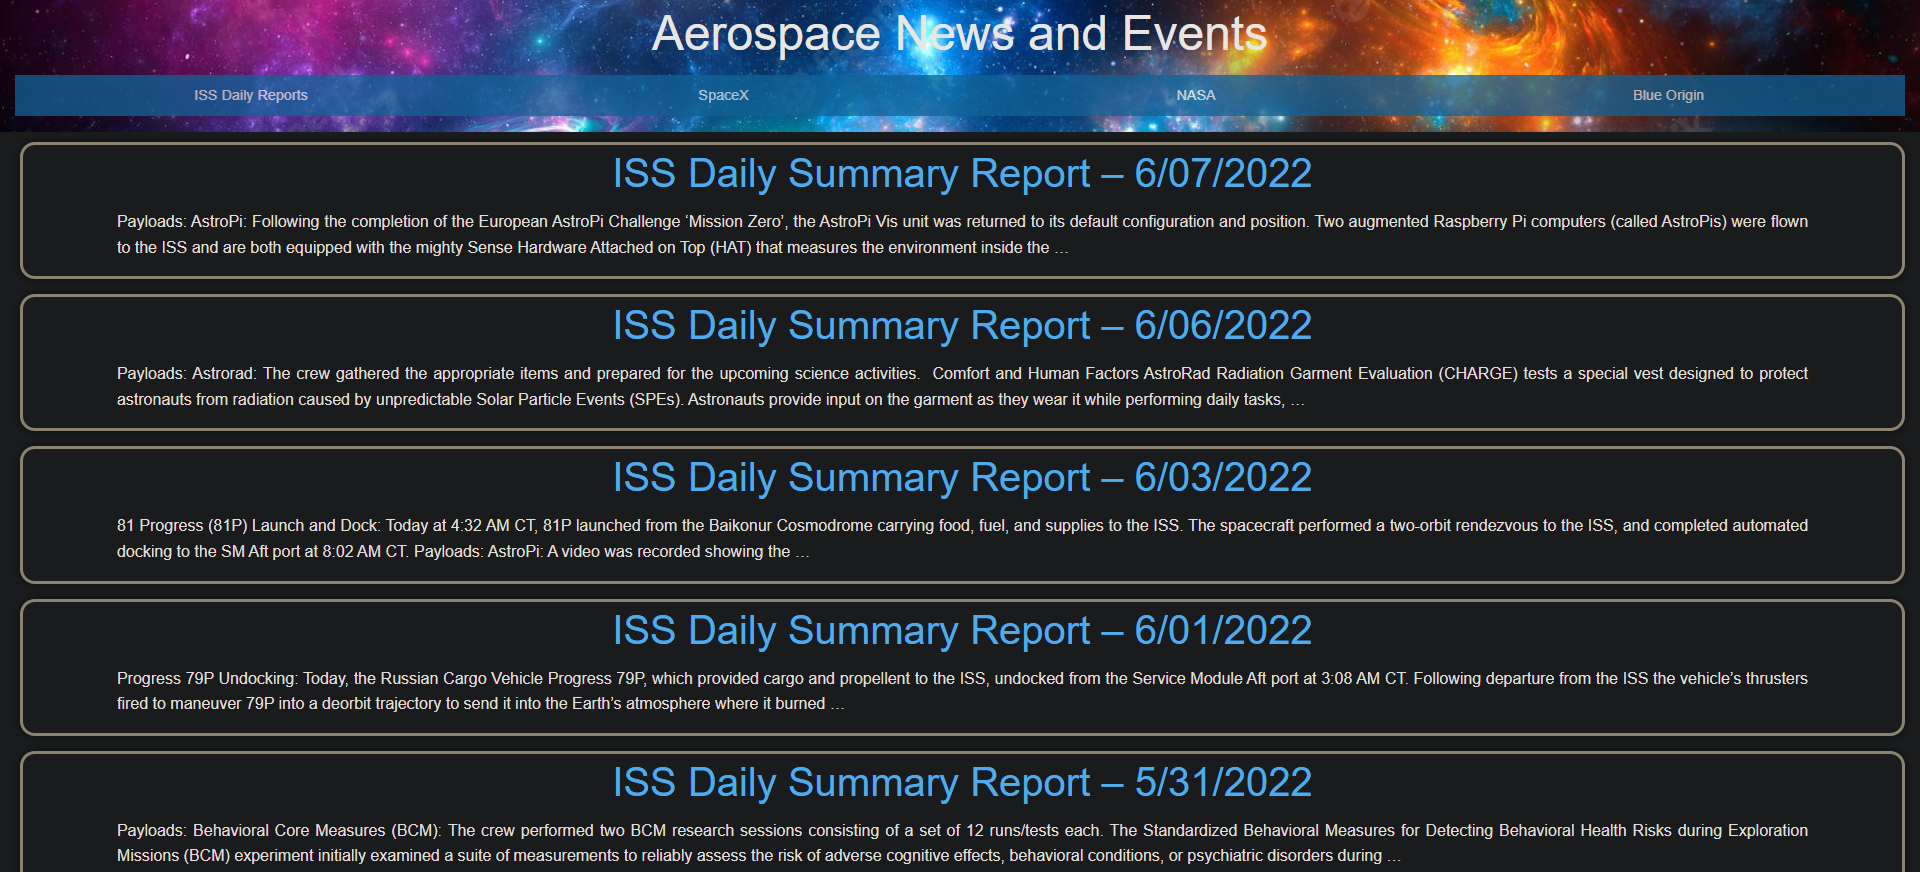 Aerospace News and Events
ISS Daily Reports SpaceX NASA Blue Origin
ISS Daily Summary Report – 6/07/2022
Payloads: AstroPi: Following the completion of the European AstroPi Challenge ‘Mission Zero’, the AstroPi Vis unit was returned to its default configuration and position. Two augmented Raspberry Pi computers (called AstroPis) were flown
to the ISS and are both equipped with the mighty Sense Hardware Attached on Top (HAT) that measures the environment inside the …
ISS Daily Summary Report – 6/06/2022
Payloads: Astrorad: The crew gathered the appropriate items and prepared for the upcoming science activities.  Comfort and Human Factors AstroRad Radiation Garment Evaluation (CHARGE) tests a special vest designed to protect
astronauts from radiation caused by unpredictable Solar Particle Events (SPEs). Astronauts provide input on the garment as they wear it while performing daily tasks, …
ISS Daily Summary Report – 6/03/2022
81 Progress (81P) Launch and Dock: Today at 4:32 AM CT, 81P launched from the Baikonur Cosmodrome carrying food, fuel, and supplies to the ISS. The spacecraft performed a two-orbit rendezvous to the ISS, and completed automated
docking to the SM Aft port at 8:02 AM CT. Payloads: AstroPi: A video was recorded showing the …
ISS Daily Summary Report – 6/01/2022
Progress 79P Undocking: Today, the Russian Cargo Vehicle Progress 79P, which provided cargo and propellent to the ISS, undocked from the Service Module Aft port at 3:08 AM CT. Following departure from the ISS the vehicle’s thrusters
fired to maneuver 79P into a deorbit trajectory to send it into the Earth’s atmosphere where it burned …
ISS Daily Summary Report – 5/31/2022
Payloads: Behavioral Core Measures (BCM): The crew performed two BCM research sessions consisting of a set of 12 runs/tests each. The Standardized Behavioral Measures for Detecting Behavioral Health Risks during Exploration
Missions (BCM) experiment initially examined a suite of measurements to reliably assess the risk of adverse cognitive effects, behavioral conditions, or psychiatric disorders during …